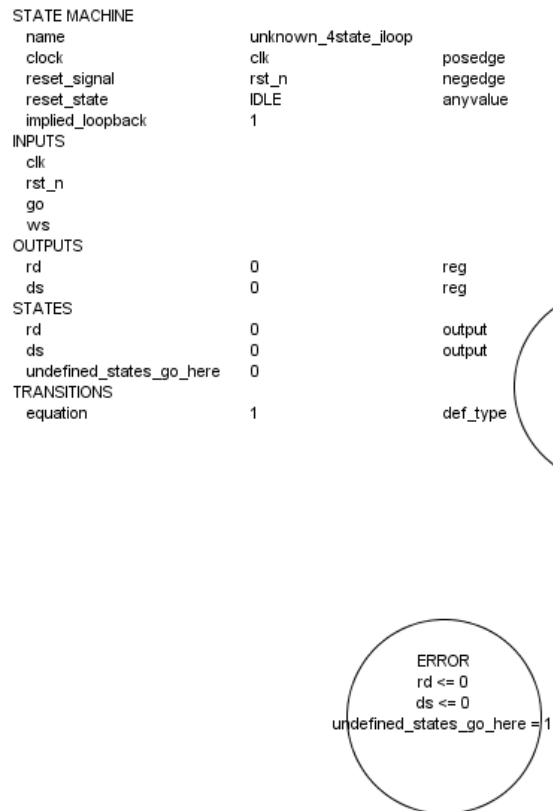 STATE MACHINE
name unknown_4state_iloop
clock clk posedge
reset_signal rst_n negedge
reset_state IDLE anyvalue
implied_loopback 1
INPUTS
clk
rst_n
go
ws
OUTPUTS
rd 0 reg
ds 0 reg
STATES
rd 0 output
ds 0 output
undefined_states_go_here 0
TRANSITIONS
equation 1 def_type
ERROR
rd <= 0
ds <= 0
undefined_states_go_here = 1